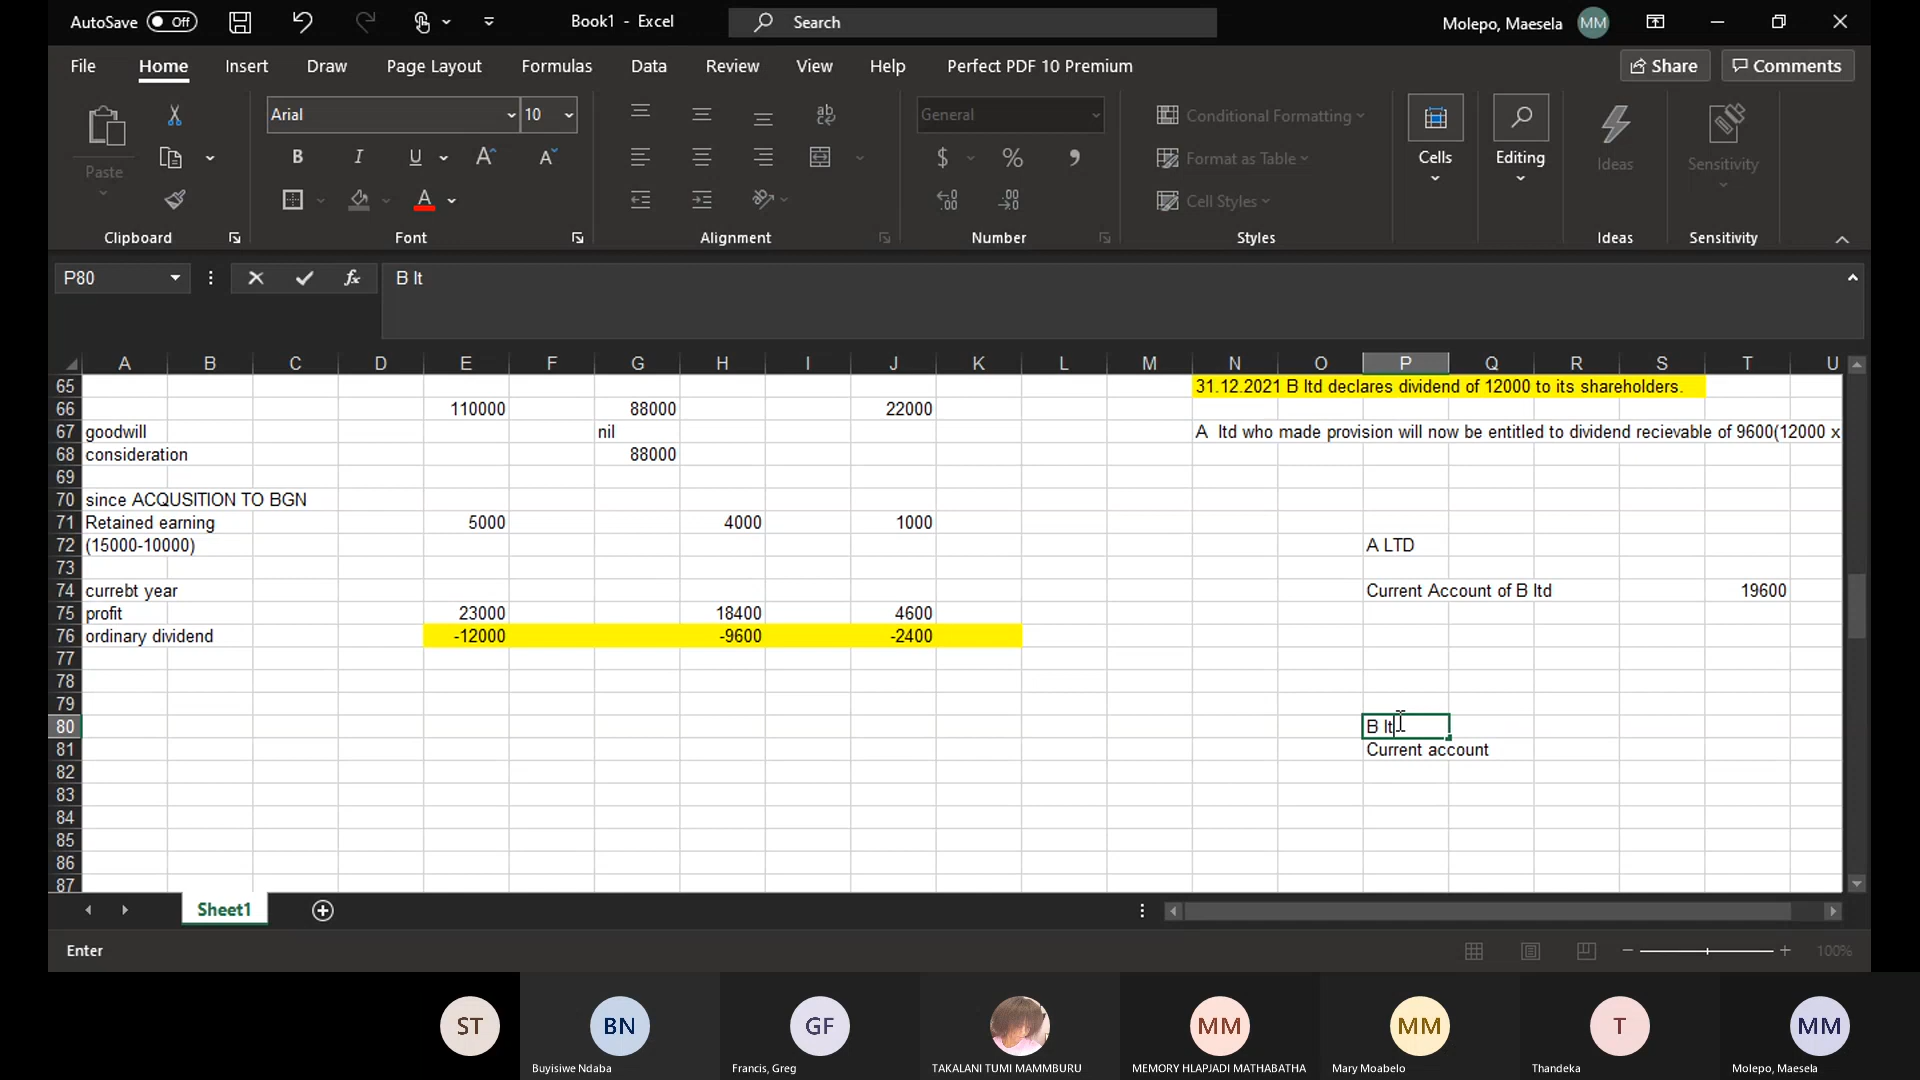 AutoSave Off Book1 - Excel Search Molepo, Maesela MM
File Home Insert Draw Page Layout Formulas Data Review View Help Perfect PDF 10 Premium Share Comments
Arial 10 General Conditional Formatting
Paste Format as Table Cells Editing Ideas Sensitivity
Cell Styles
Clipboard Font Alignment Number Styles Ideas Sensitivity
P80 fx B lt
A B C D E F G H I J K L M N O P Q R S T U
65 31.12.2021 B ltd declares dividend of 12000 to its shareholders.
66 110000 88000 22000
67 goodwill nil A ltd who made provision will now be entitled to dividend recievable of 9600(12000 x
68 consideration 88000
69
70 since ACQUSITION TO BGN
71 Retained earning 5000 4000 1000
72 (15000-10000) A LTD
73
74 currebt year Current Account of B ltd 19600
75 profit 23000 18400 4600
76 ordinary dividend -12000 -9600 -2400
77
78
79
80 B lt
81 Current account
82
83
84
85
86
87
Sheet1
Enter 100%
ST BN GF MM MM T MM
Buyisiwe Ndaba Francis, Greg TAKALANI TUMI MAMMBURU MEMORY HLAPJADI MATHABATHA Mary Moabelo Thandeka Molepo, Maesela